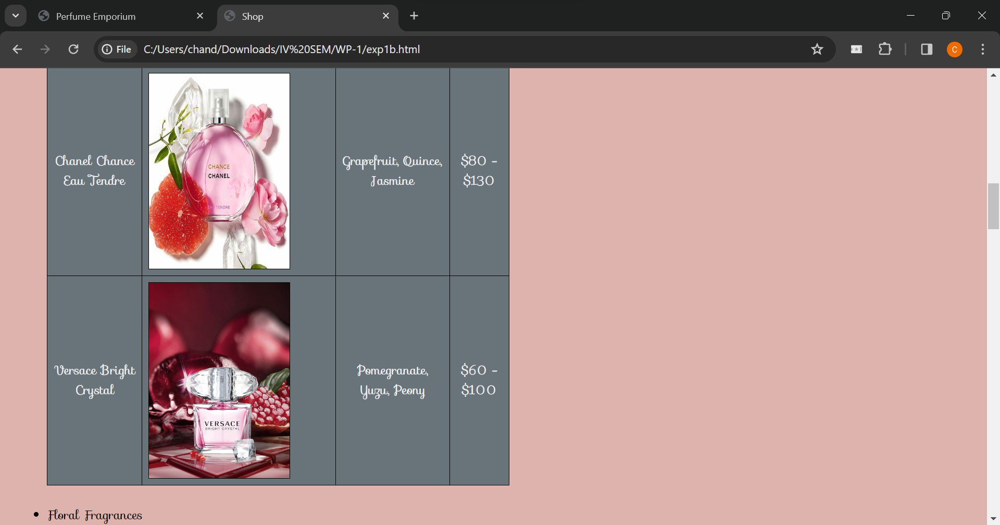 Perfume Emporium
Shop
File
C:/Users/chand/Downloads/IV%20SEM/WP-1/exp1b.html
C
Chanel Chance
Eau Tendre
CHANCE
CHANEL
EAU TENDRE
Grapefruit, Quince,
Jasmine
$80 -
$130
Versace Bright
Crystal
VERSACE
BRIGHT CRYSTAL
Pomegranate,
Yuzu, Peony
$60 -
$100
• Floral Fragrances